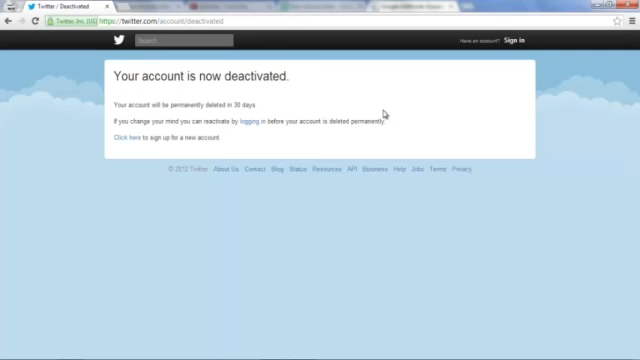 Twitter / Deactivated
Twitter, Inc. [US] https://twitter.com/account/deactivated
Search
Have an account? Sign in
Your account is now deactivated.
Your account will be permanently deleted in 30 days
If you change your mind you can reactivate by logging in before your account is deleted permanently.
Click here to sign up for a new account.
© 2012 Twitter About Us Contact Blog Status Resources API Business Help Jobs Terms Privacy